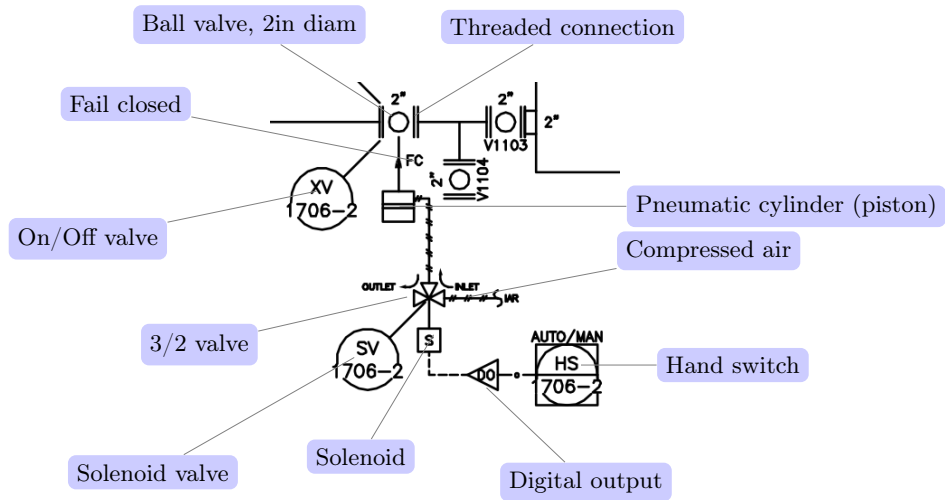 Ball valve, 2in diam
Threaded connection
Fail closed
2"
2"
2"
V1103
FC
2"
V1104
XV
1706-2
Pneumatic cylinder (piston)
On/Off valve
Compressed air
OUTLET
INLET
IAR
3/2 valve
AUTO/MAN
S
SV
1706-2
HS
706-2
DO
Hand switch
Solenoid
Solenoid valve
Digital output